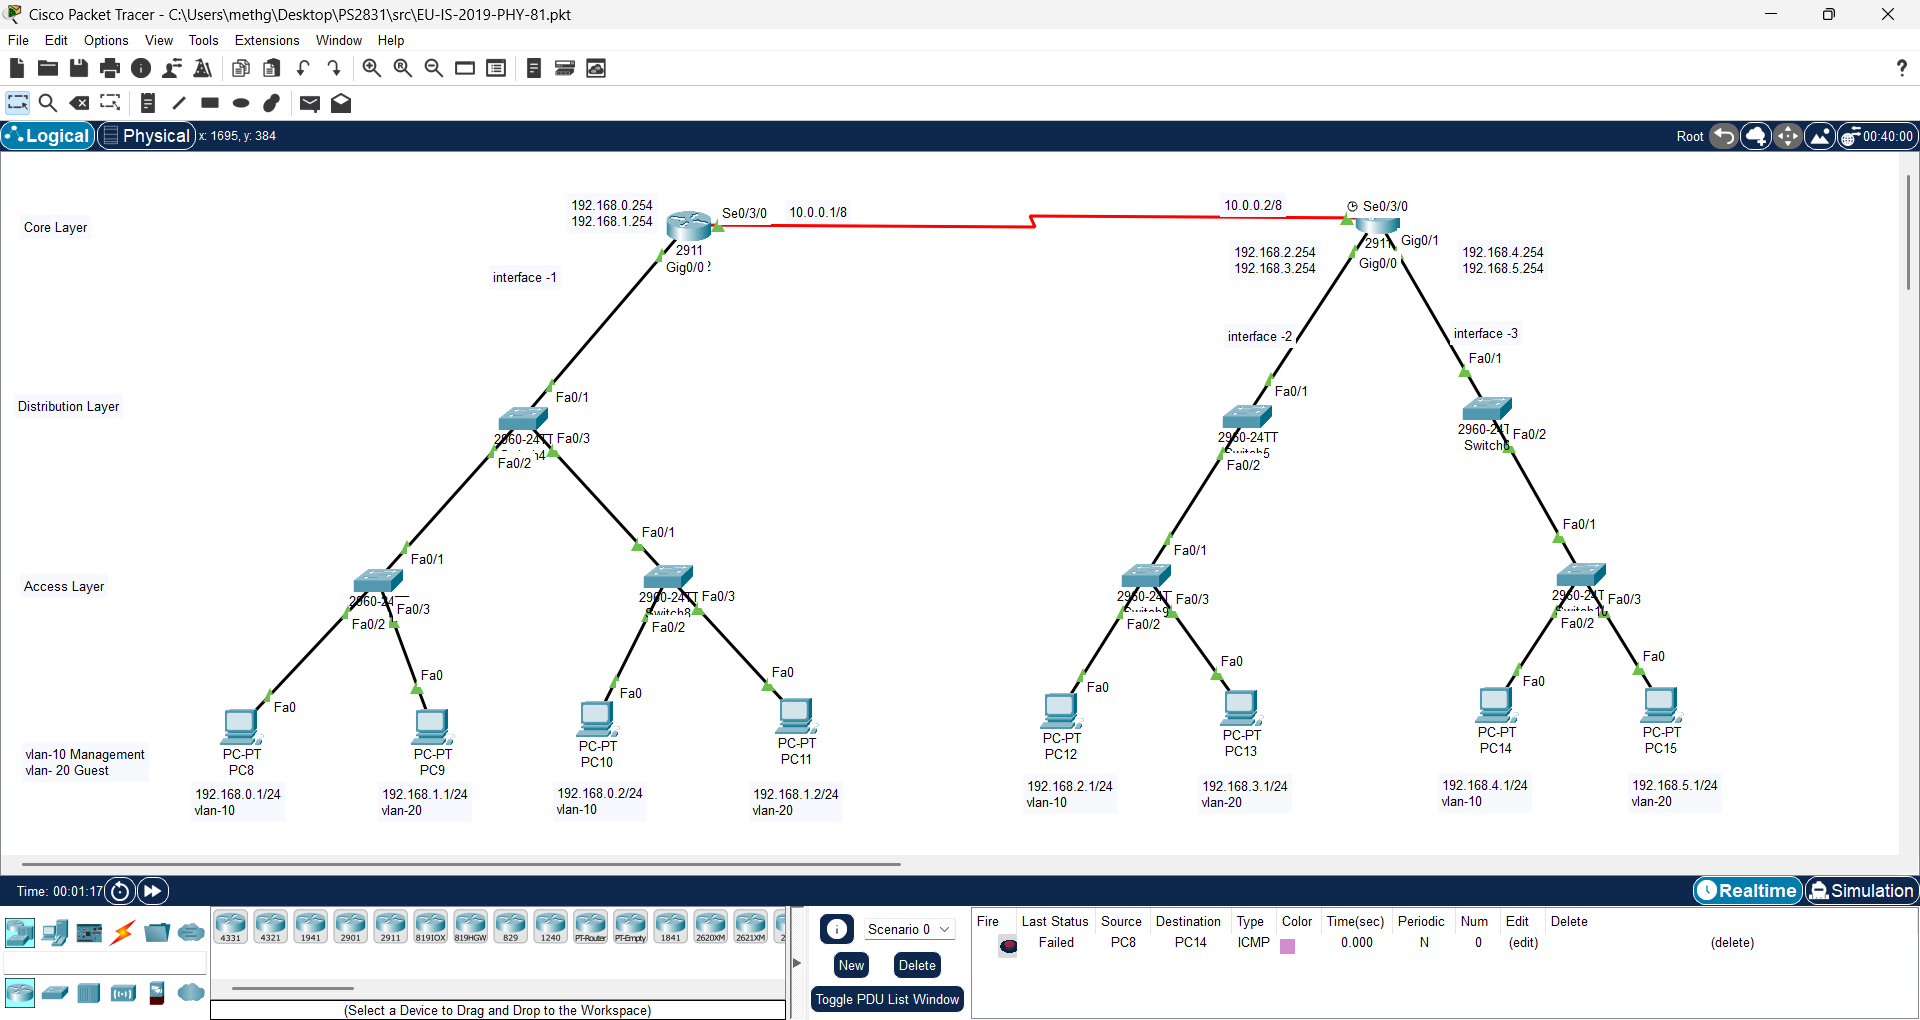 Cisco Packet Tracer - C:\Users\methg\Desktop\PS2831\src\EU-IS-2019-PHY-81.pkt
File Edit Options View Tools Extensions Window Help
?
Logical Physical x: 1695, y: 384
Root 00:40:00
Core Layer
192.168.0.254
192.168.1.254
Se0/3/0
10.0.0.1/8
2911
Gig0/0
interface -1
10.0.0.2/8
Se0/3/0
2911
Gig0/1
Gig0/0
192.168.2.254
192.168.3.254
192.168.4.254
192.168.5.254
interface -2
interface -3
Distribution Layer
Fa0/1
2960-24TT
Fa0/3
Fa0/2
Fa0/1
2960-24TT
Switch5
Fa0/2
Fa0/1
2960-24T
Switch6
Fa0/2
Access Layer
Fa0/1
2960-24
Fa0/3
Fa0/2
Fa0/1
2960-24TT
Switch8
Fa0/3
Fa0/2
Fa0/1
2960-24T
Switch9
Fa0/3
Fa0/2
Fa0/1
2960-24T
Fa0/3
Fa0/2
vlan-10 Management
vlan- 20 Guest
Fa0
PC-PT
PC8
192.168.0.1/24
vlan-10
Fa0
PC-PT
PC9
192.168.1.1/24
vlan-20
Fa0
PC-PT
PC10
192.168.0.2/24
vlan-10
Fa0
PC-PT
PC11
192.168.1.2/24
vlan-20
Fa0
PC-PT
PC12
192.168.2.1/24
vlan-10
Fa0
PC-PT
PC13
192.168.3.1/24
vlan-20
Fa0
PC-PT
PC14
192.168.4.1/24
vlan-10
Fa0
PC-PT
PC15
192.168.5.1/24
vlan-20
Time: 00:01:17
Realtime Simulation
4331 4321 1941 2901 2911 819IOX 819HGW 829 1240 PT-Router PT-Empty 1841 2620XM 2621XM
(Select a Device to Drag and Drop to the Workspace)
Scenario 0
New Delete
Toggle PDU List Window
Fire Last Status Source Destination Type Color Time(sec) Periodic Num Edit Delete
Failed PC8 PC14 ICMP 0.000 N 0 (edit) (delete)